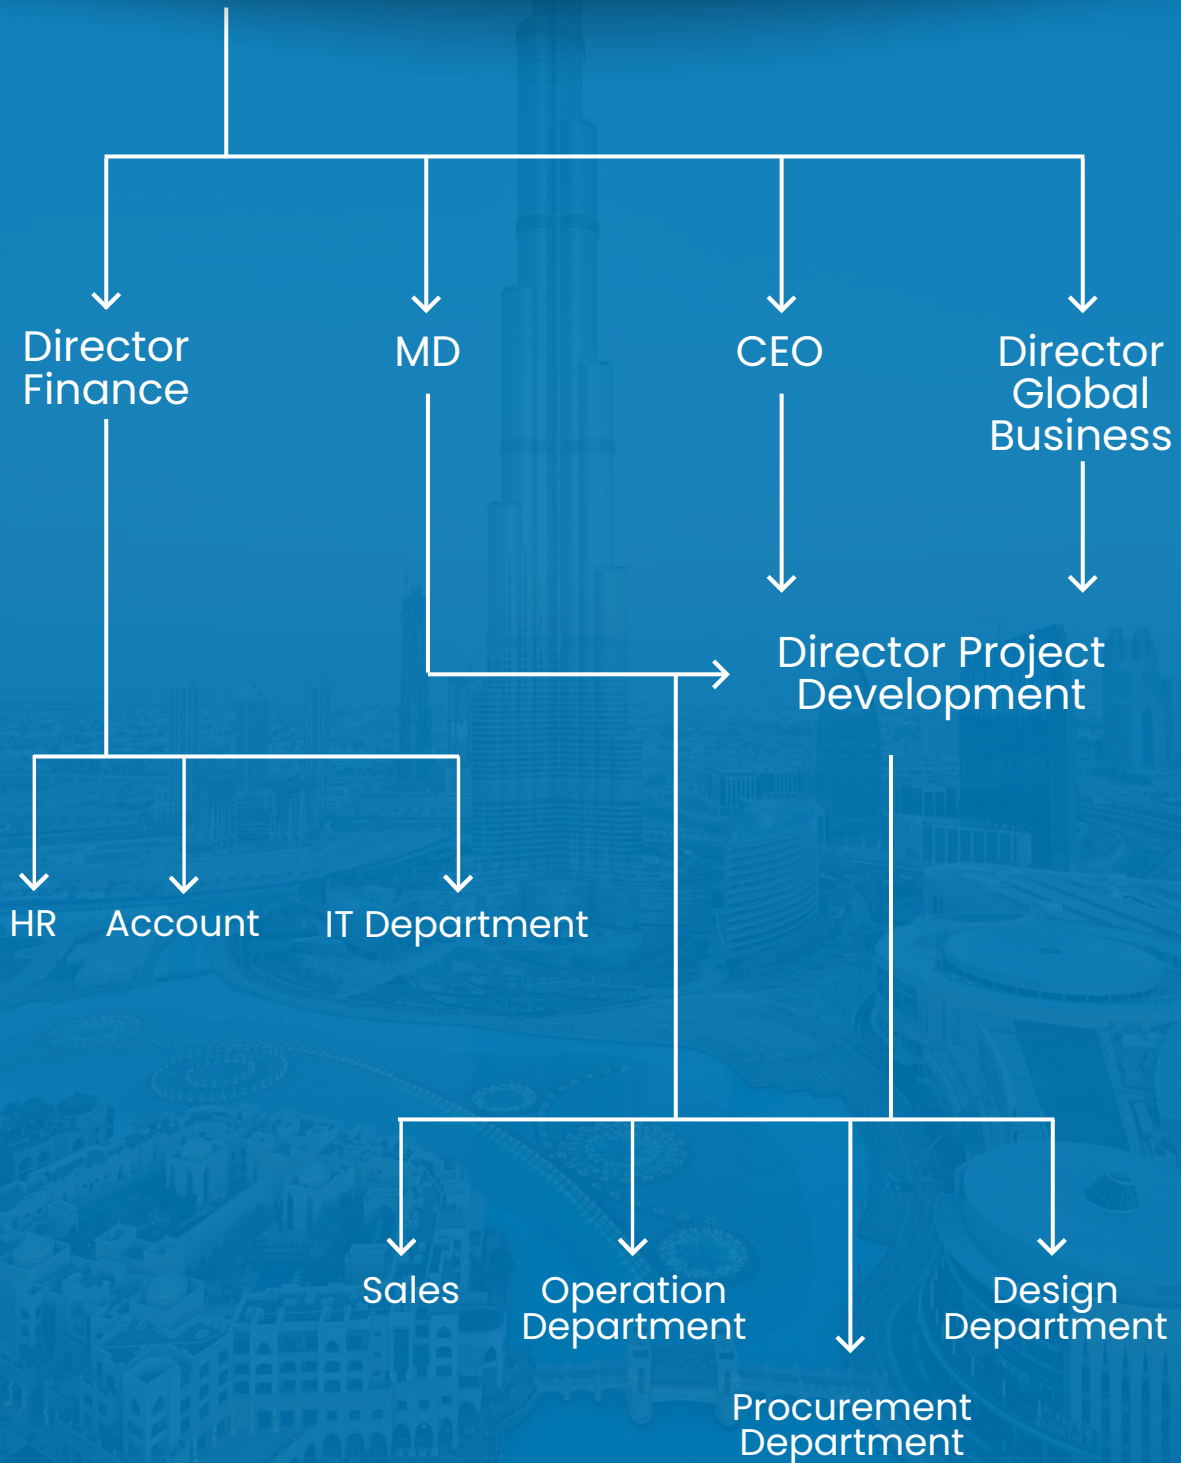 Director
Finance
MD
CEO
Director
Global
Business
Director Project
Development
HR
Account
IT Department
Sales
Operation
Department
Procurement
Department
Design
Department